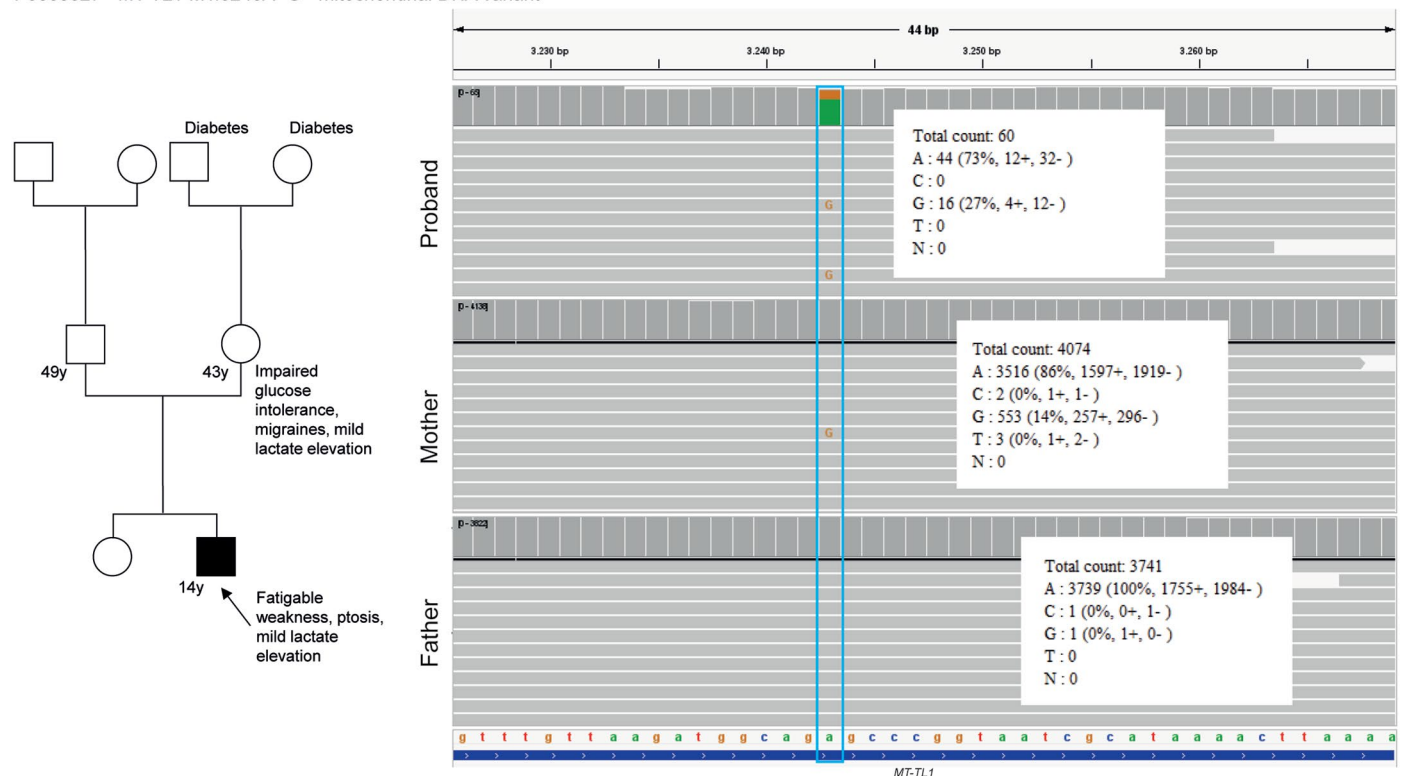 Diabetes
Diabetes
49y
43y
Impaired
glucose
intolerance,
migraines, mild
lactate elevation
14y
Fatigable
weakness, ptosis,
mild lactate
elevation
44 bp
3.230 bp
3.240 bp
3.250 bp
3.260 bp
Proband
G
G
Total count: 60
A : 44 (73%, 12+, 32- )
C : 0
G : 16 (27%, 4+, 12- )
T : 0
N : 0
Mother
G
Total count: 4074
A : 3516 (86%, 1597+, 1919- )
C : 2 (0%, 1+, 1- )
G : 553 (14%, 257+, 296- )
T : 3 (0%, 1+, 2- )
N : 0
Father
Total count: 3741
A : 3739 (100%, 1755+, 1984- )
C : 1 (0%, 0+, 1- )
G : 1 (0%, 1+, 0- )
T : 0
N : 0
g t t t g t t a a g a t g g c a g a g c c c g g t a a t c g c a t a a a a c t t a a a a
MT-TL1